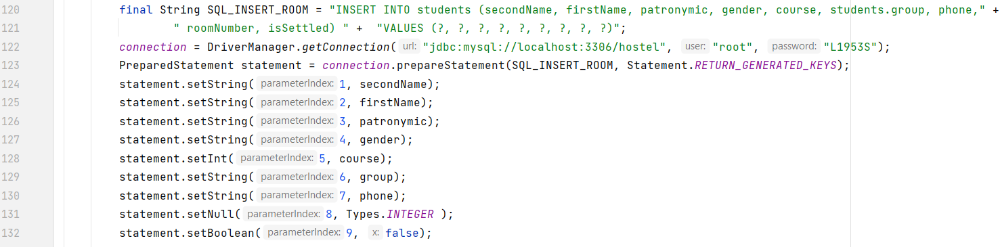 120 final String SQL_INSERT_ROOM = "INSERT INTO students (secondName, firstName, patronymic, gender, course, students.group, phone," +
121 " roomNumber, isSettled) " + "VALUES (?, ?, ?, ?, ?, ?, ?, ?, ?)";
122 connection = DriverManager.getConnection( url: "jdbc:mysql://localhost:3306/hostel", user: "root", password: "L1953S");
123 PreparedStatement statement = connection.prepareStatement(SQL_INSERT_ROOM, Statement.RETURN_GENERATED_KEYS);
124 statement.setString( parameterIndex: 1, secondName);
125 statement.setString( parameterIndex: 2, firstName);
126 statement.setString( parameterIndex: 3, patronymic);
127 statement.setString( parameterIndex: 4, gender);
128 statement.setInt( parameterIndex: 5, course);
129 statement.setString( parameterIndex: 6, group);
130 statement.setString( parameterIndex: 7, phone);
131 statement.setNull( parameterIndex: 8, Types.INTEGER );
132 statement.setBoolean( parameterIndex: 9, x: false);